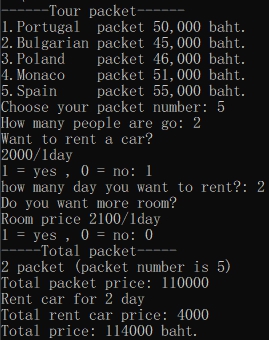 ------Tour packet------
1.Portugal  packet 50,000 baht.
2.Bulgarian packet 45,000 baht.
3.Poland    packet 46,000 baht.
4.Monaco    packet 51,000 baht.
5.Spain     packet 55,000 baht.
Choose your packet number: 5
How many people are go: 2
Want to rent a car?
2000/1day
1 = yes , 0 = no: 1
how many day you want to rent?: 2
Do you want more room?
Room price 2100/1day
1 = yes , 0 = no: 0
-----Total packet-----
2 packet (packet number is 5)
Total packet price: 110000
Rent car for 2 day
Total rent car price: 4000
Total price: 114000 baht.